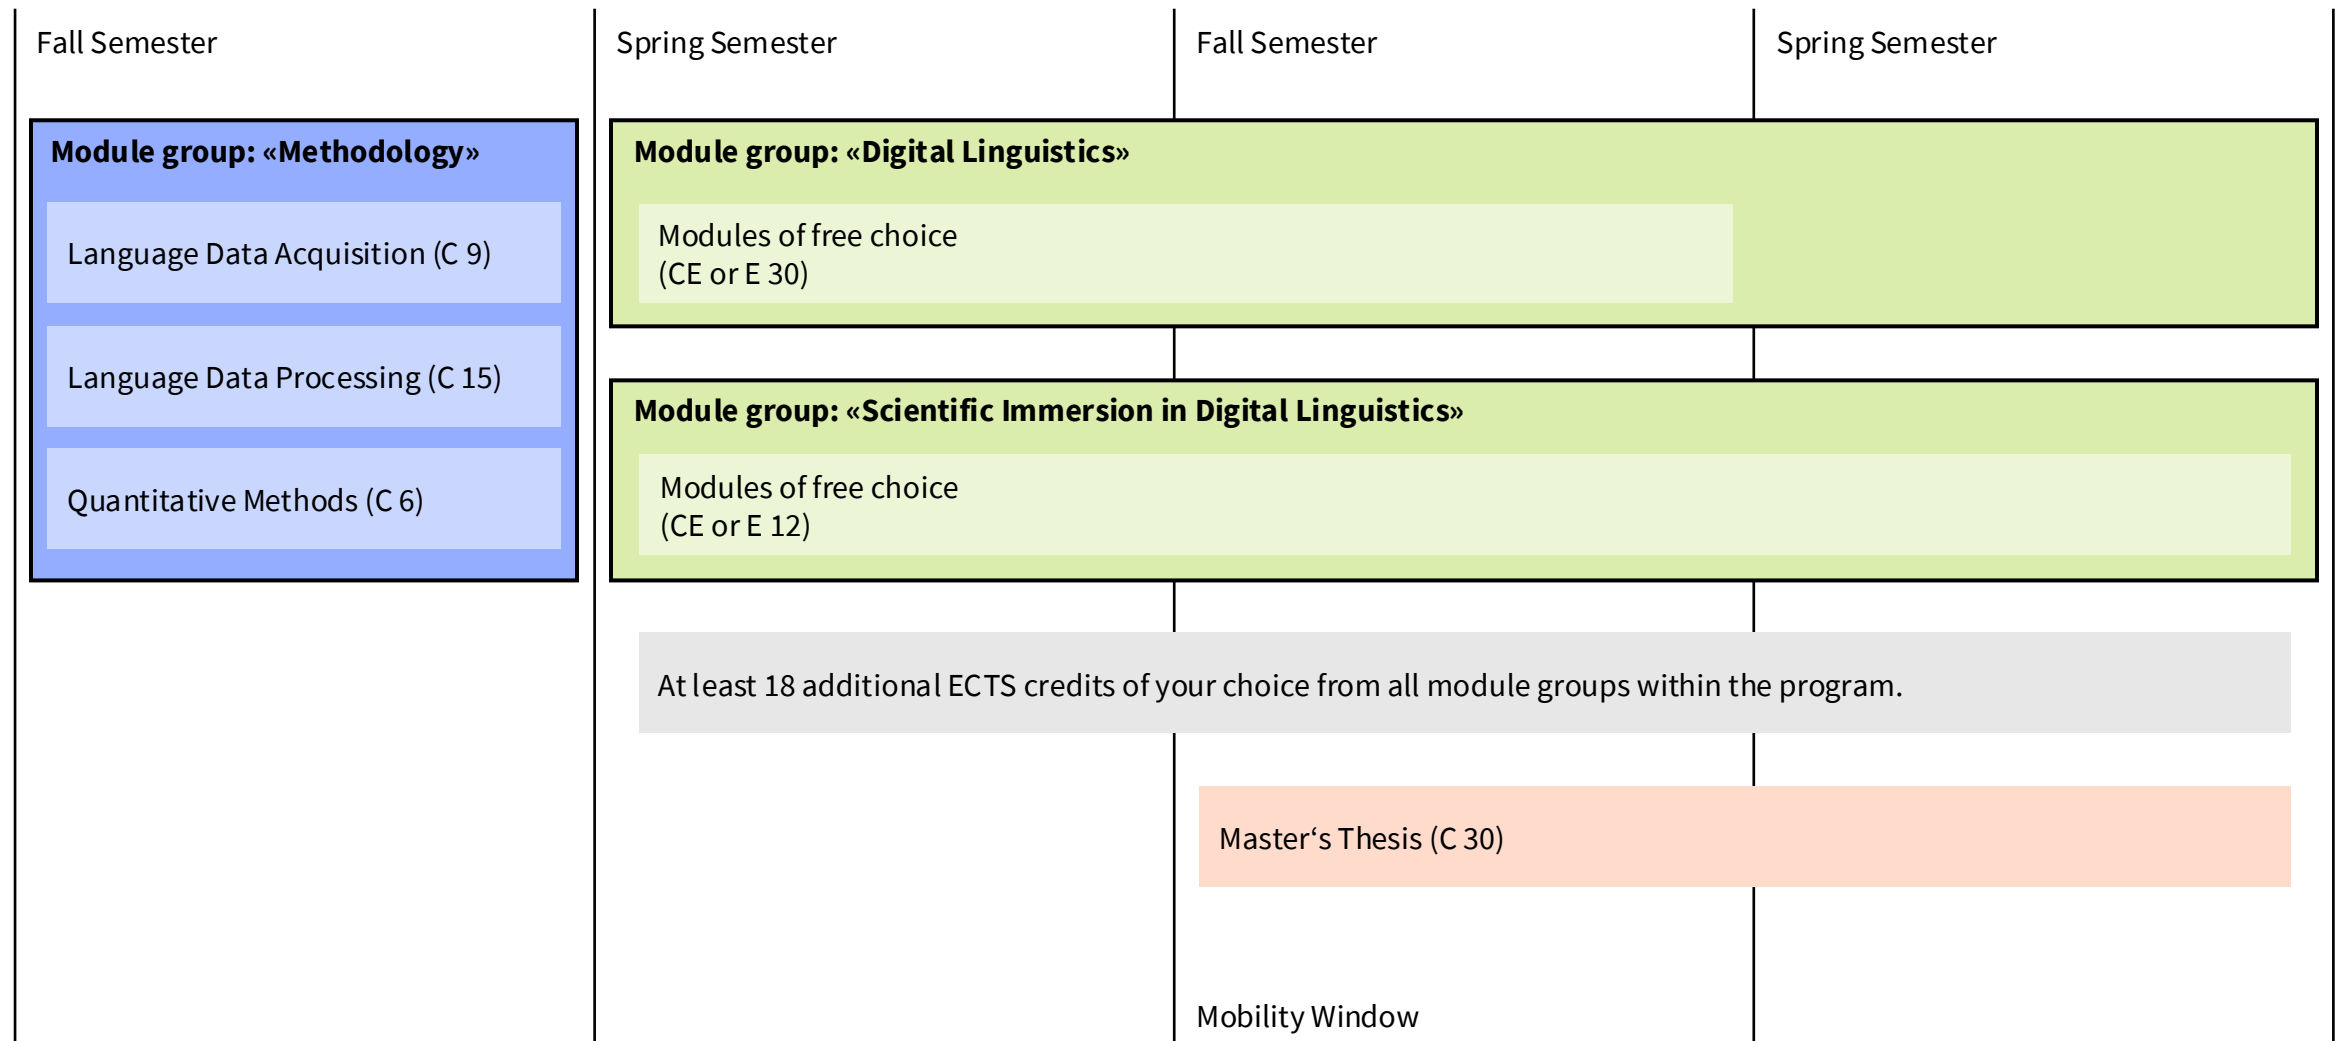 Fall Semester
Spring Semester
Fall Semester
Spring Semester
Module group: «Methodology»
Language Data Acquisition (C 9)
Language Data Processing (C 15)
Quantitative Methods (C 6)
Module group: «Digital Linguistics»
Modules of free choice
(CE or E 30)
Module group: «Scientific Immersion in Digital Linguistics»
Modules of free choice
(CE or E 12)
At least 18 additional ECTS credits of your choice from all module groups within the program.
Master‘s Thesis (C 30)
Mobility Window